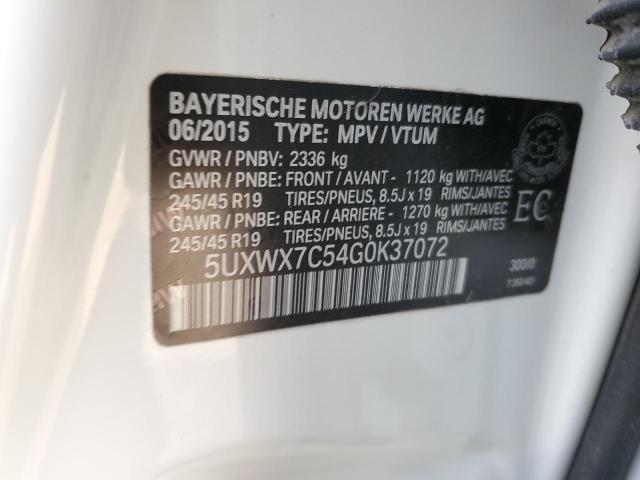 BAYERISCHE MOTOREN WERKE AG
06/2015 TYPE: MPV / VTUM
GVWR / PNBV: 2336 kg
GAWR / PNBE: FRONT / AVANT - 1120 kg WITH/AVEC
245/45 R19 TIRES/PNEUS, 8.5J x 19 RIMS/JANTES
GAWR / PNBE: REAR / ARRIERE - 1270 kg WITH/AVEC
245/45 R19 TIRES/PNEUS, 8.5J x 19 RIMS/JANTES
EC
5UXWX7C54G0K37072
300/0